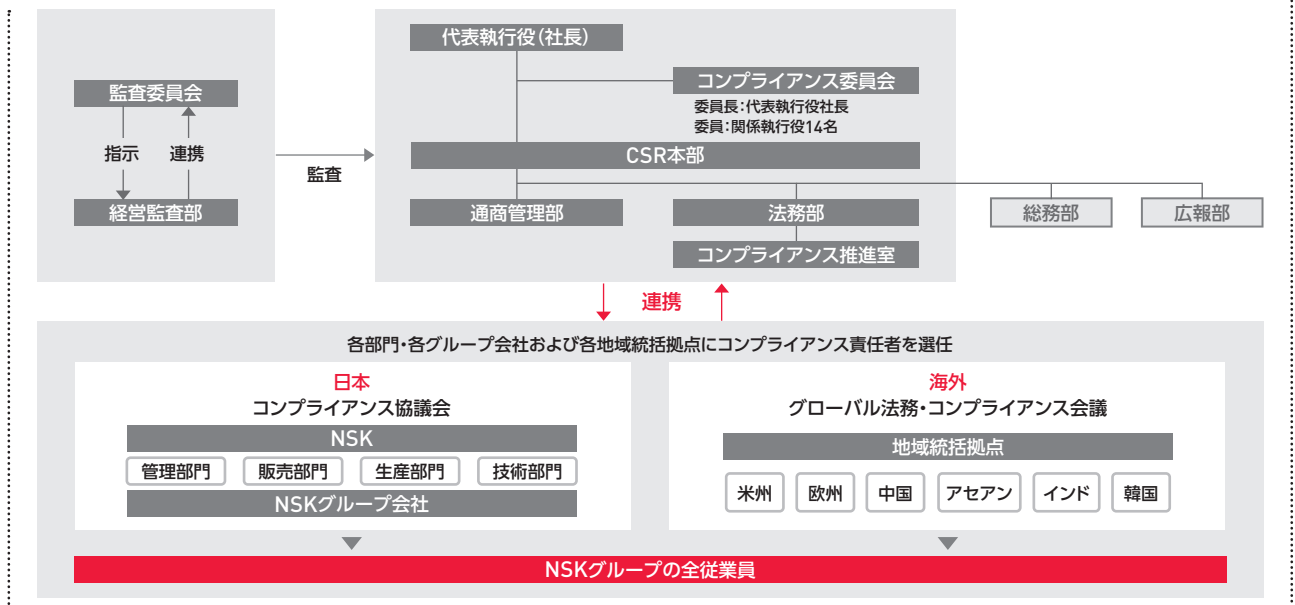 監査委員会
指示
連携
経営監査部
監査
代表執行役(社長)
コンプライアンス委員会
委員長:代表執行役社長
委員:関係執行役14名
CSR本部
通商管理部
法務部
総務部
広報部
コンプライアンス推進室
連携
各部門・各グループ会社および各地域統括拠点にコンプライアンス責任者を選任
日本
コンプライアンス協議会
NSK
管理部門
販売部門
生産部門
技術部門
NSKグループ会社
海外
グローバル法務・コンプライアンス会議
地域統括拠点
米州
欧州
中国
アセアン
インド
韓国
NSKグループの全従業員